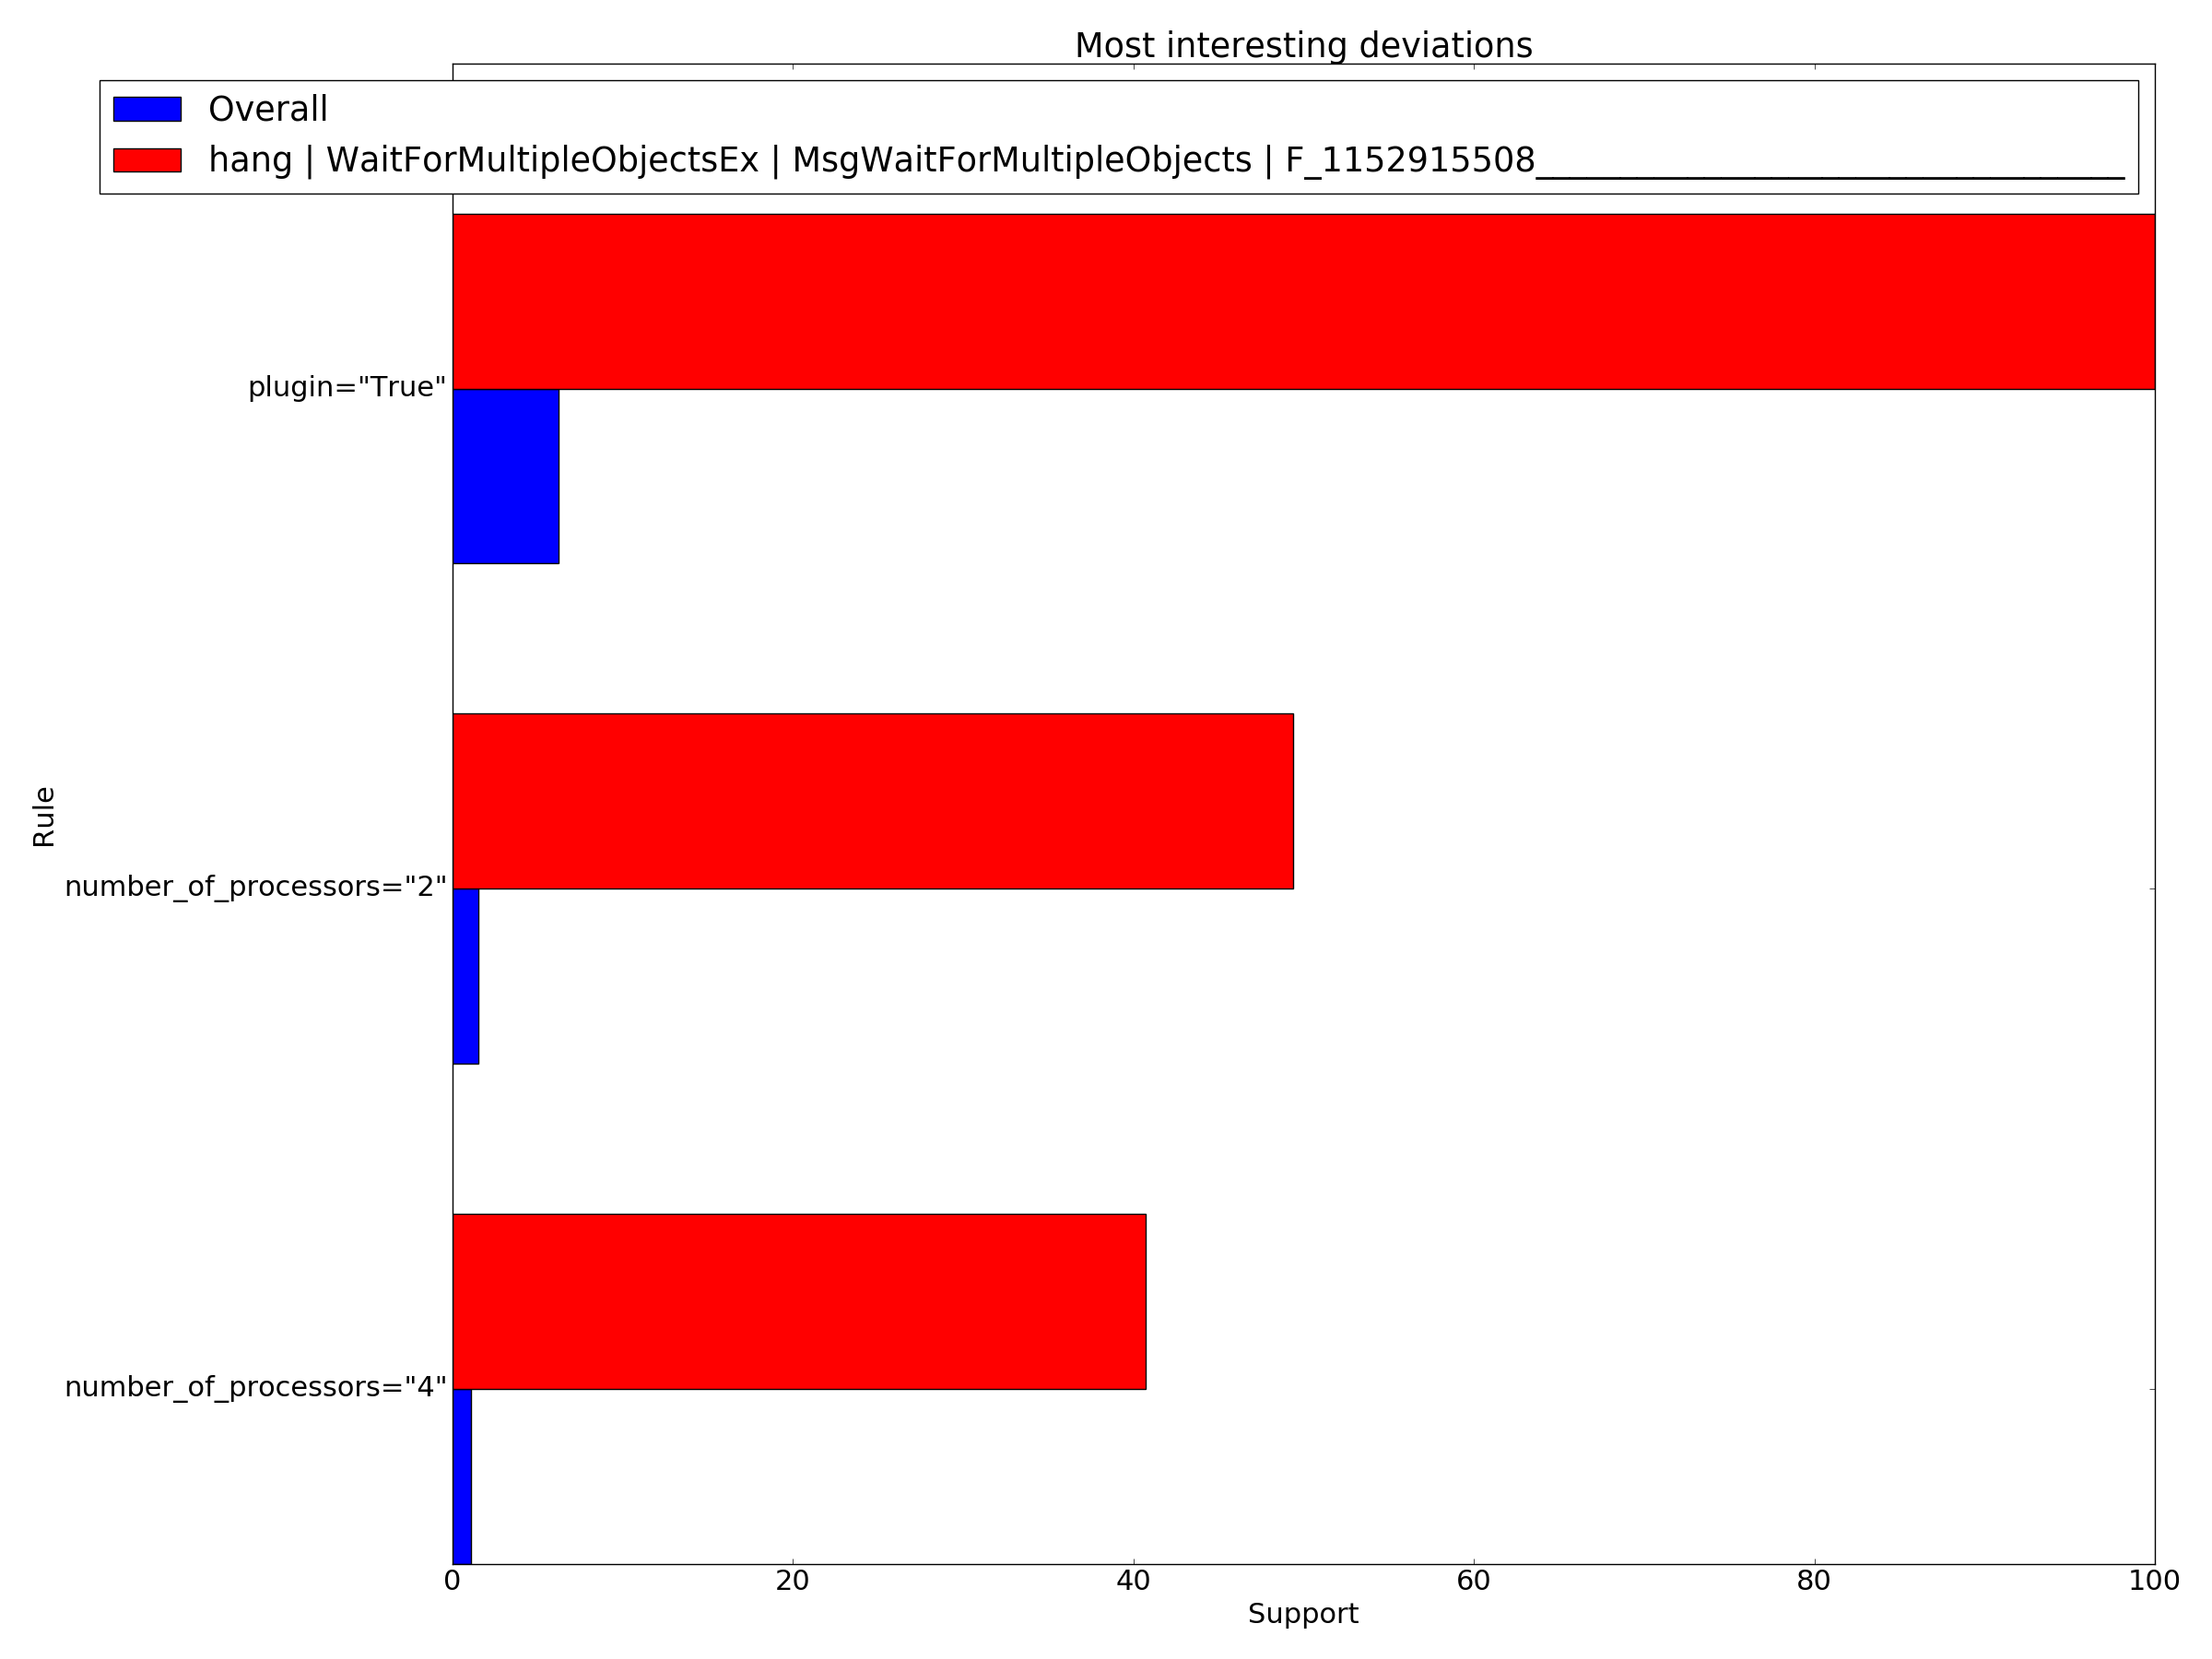 Most interesting deviations
Overall
hang | WaitForMultipleObjectsEx | MsgWaitForMultipleObjects | F_1152915508___________________________________
plugin="True"
Rule
number_of_processors="2"
number_of_processors="4"
0 20 40 60 80 100
Support